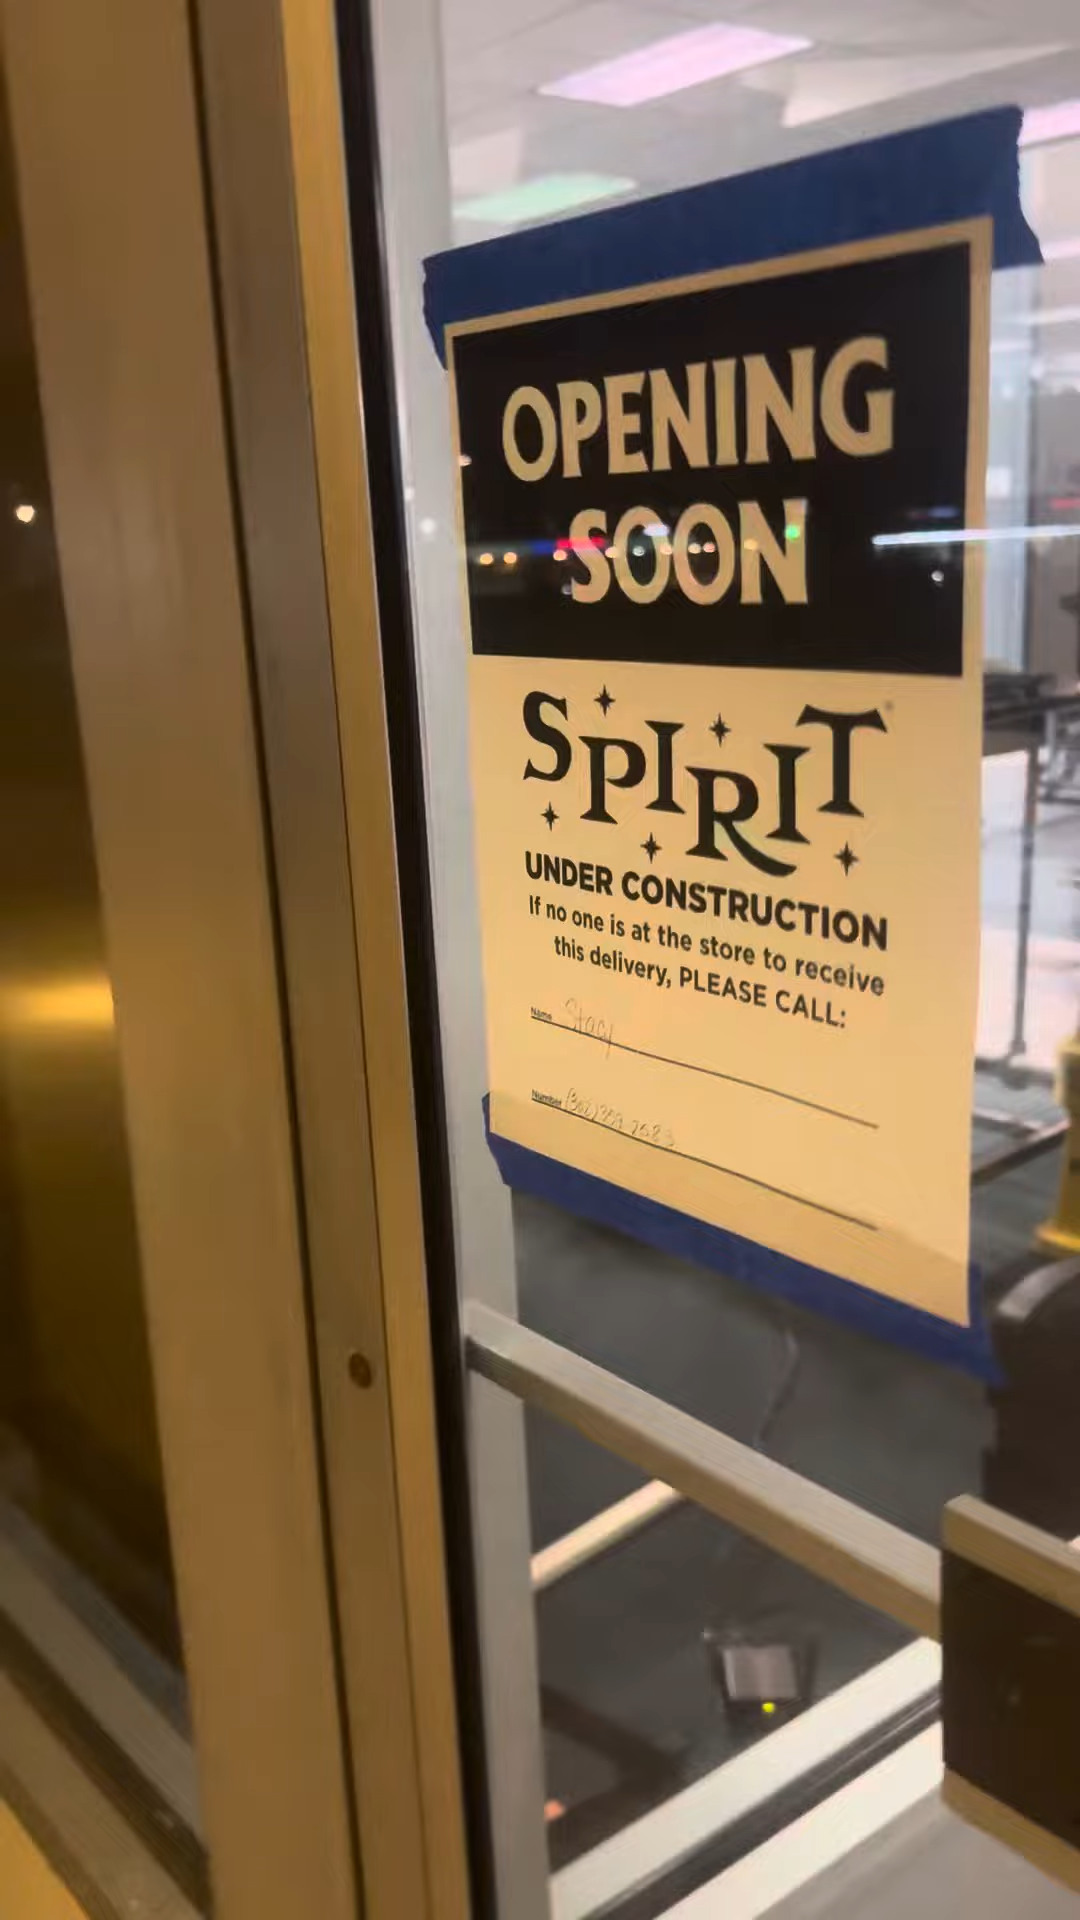 OPENING
SOON
SPIRIT
UNDER CONSTRUCTION
If no one is at the store to receive
this delivery, PLEASE CALL:
Name Stacy
Number (302)